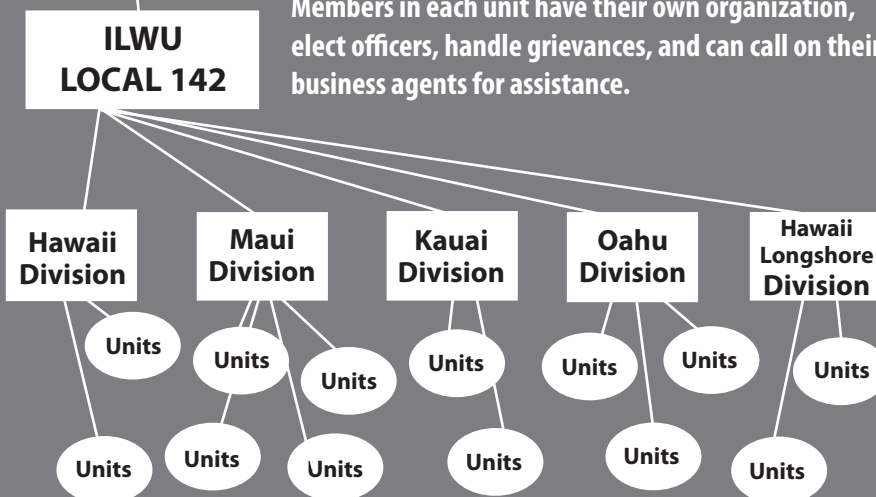 Members in each unit have their own organization,
elect officers, handle grievances, and can call on their
business agents for assistance.
ILWU
LOCAL 142
Hawaii
Division
Maui
Division
Kauai
Division
Oahu
Division
Hawaii
Longshore
Division
Units
Units
Units
Units
Units
Units
Units
Units
Units
Units
Units
Units
Units